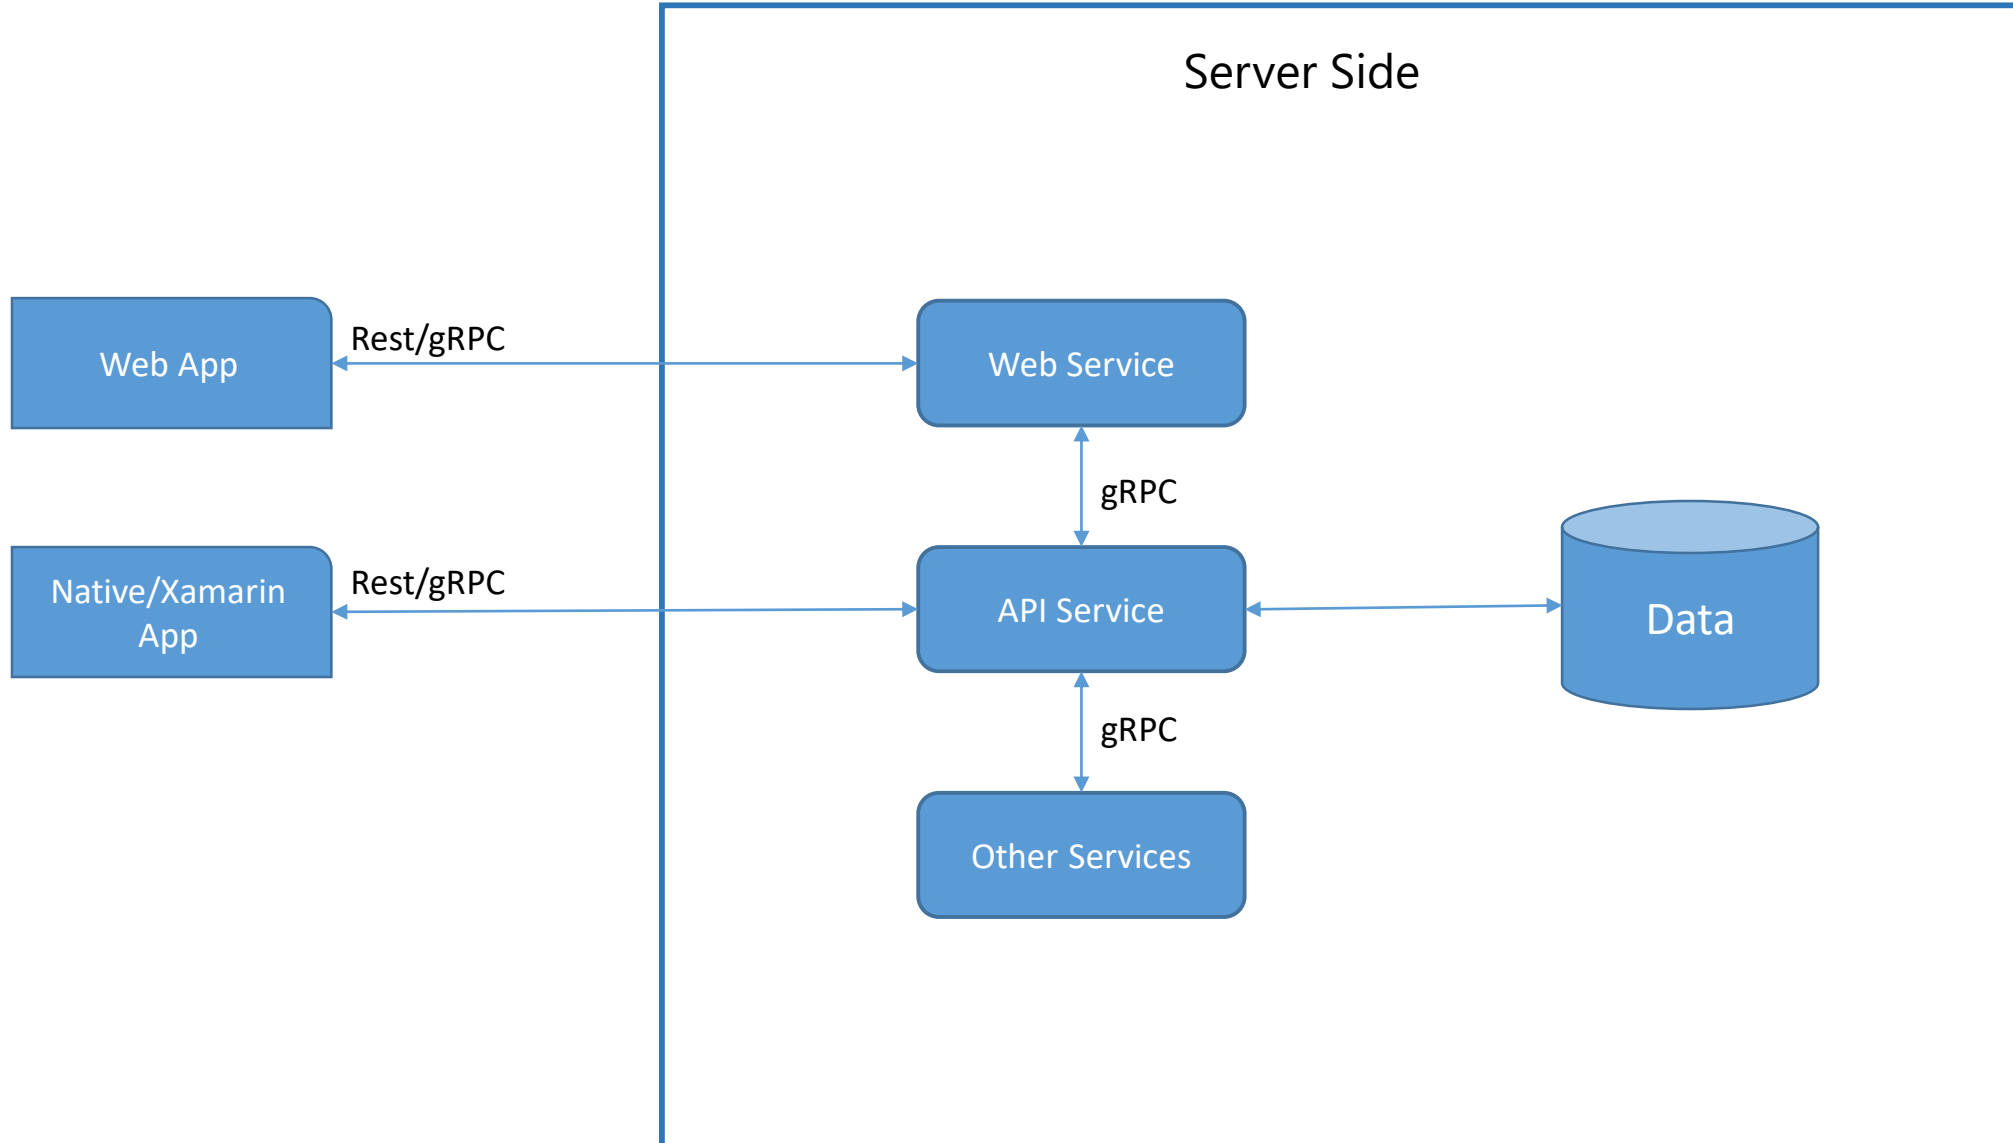 Server Side
Web App
Rest/gRPC
Web Service
gRPC
Native/Xamarin
App
Rest/gRPC
API Service
Data
gRPC
Other Services